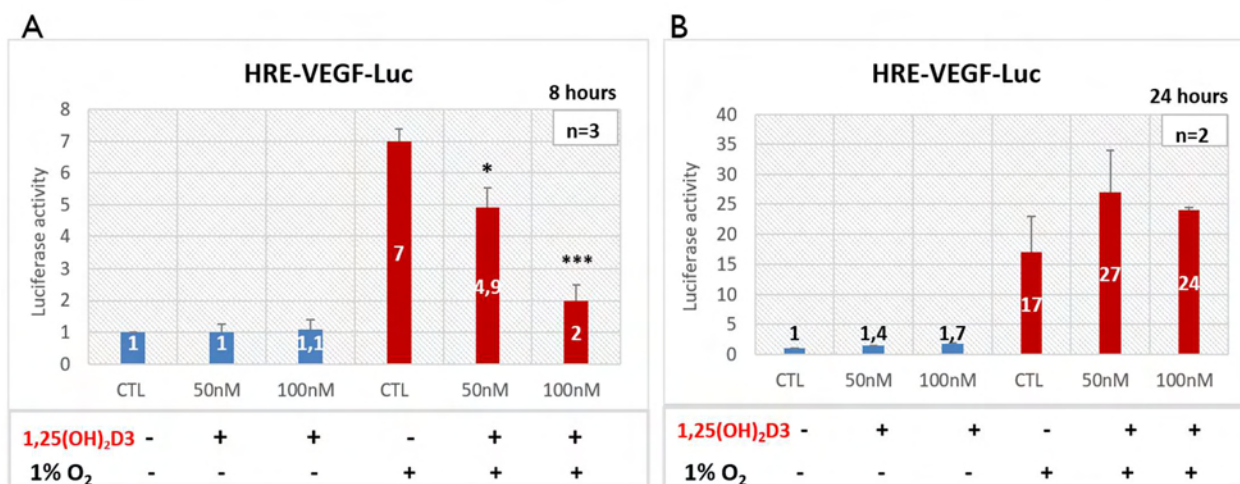 A
HRE-VEGF-Luc
8 hours
n=3
Luciferase activity
8
7
6
5
4
3
2
1
0
1
1
1,1
7
4,9
2
*
***
CTL 50nM 100nM CTL 50nM 100nM
1,25(OH)₂D3 - + + - + +
1% O₂ - - - + + +
B
HRE-VEGF-Luc
24 hours
n=2
Luciferase activity
40
35
30
25
20
15
10
5
0
1
1,4
1,7
17
27
24
CTL 50nM 100nM CTL 50nM 100nM
1,25(OH)₂D3 - + + - + +
1% O₂ - - - + + +